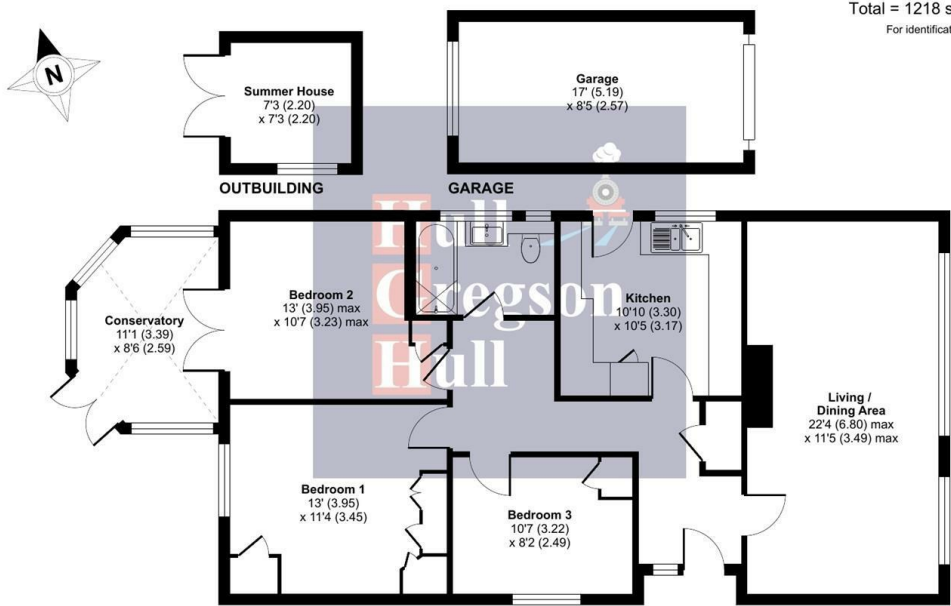 Total = 1218 s
For identificat
N
Summer House
7'3 (2.20)
x 7'3 (2.20)
Garage
17' (5.19)
x 8'5 (2.57)
OUTBUILDING
GARAGE
Hull
Gregson
Hull
Conservatory
11'1 (3.39)
x 8'6 (2.59)
Bedroom 2
13' (3.95) max
x 10'7 (3.23) max
Kitchen
10'10 (3.30)
x 10'5 (3.17)
Living /
Dining Area
22'4 (6.80) max
x 11'5 (3.49) max
Bedroom 1
13' (3.95)
x 11'4 (3.45)
Bedroom 3
10'7 (3.22)
x 8'2 (2.49)